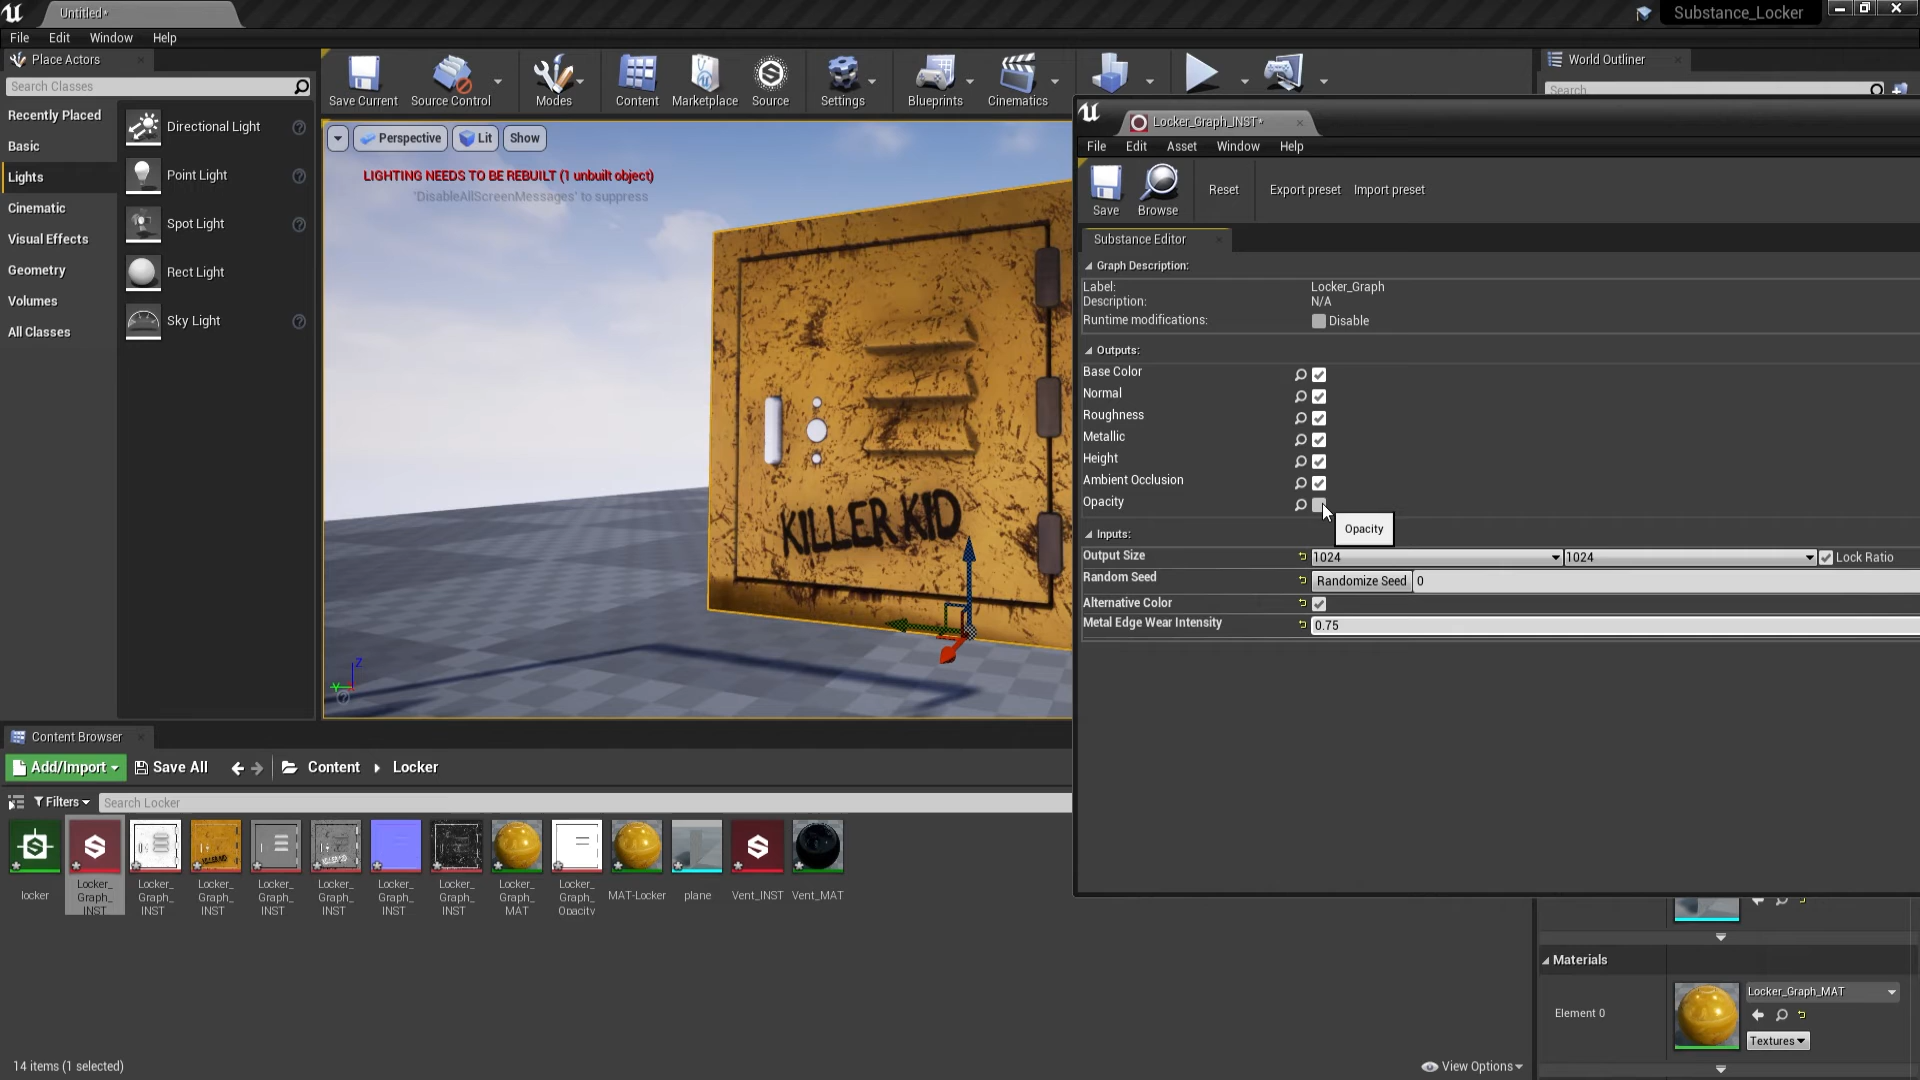 Untitled*
Substance_Locker
File Edit Window Help
Place Actors
Search Classes
Recently Placed
Basic
Lights
Cinematic
Visual Effects
Geometry
Volumes
All Classes
Directional Light
Point Light
Spot Light
Rect Light
Sky Light
Save Current
Source Control
Modes
Content
Marketplace
Source
Settings
Blueprints
Cinematics
World Outliner
Search
Perspective
Lit
Show
LIGHTING NEEDS TO BE REBUILT (1 unbuilt object)
'DisableAllScreenMessages' to suppress
KILLER KID
Z
Y
Locker_Graph_INST*
File Edit Asset Window Help
Save
Browse
Reset
Export preset
Import preset
Substance Editor
Graph Description:
Label: Locker_Graph
Description: N/A
Runtime modifications: Disable
Outputs:
Base Color
Normal
Roughness
Metallic
Height
Ambient Occlusion
Opacity
Opacity
Inputs:
Output Size 1024 1024 Lock Ratio
Random Seed Randomize Seed 0
Alternative Color
Metal Edge Wear Intensity 0.75
Content Browser
Add/Import
Save All
Content
Locker
Filters
Search Locker
locker
Locker_Graph_INST
Locker_Graph_INST
Locker_Graph_INST
Locker_Graph_INST
Locker_Graph_INST
Locker_Graph_INST
Locker_Graph_INST
Locker_Graph_MAT
Locker_Graph_Opacity
MAT-Locker
plane
Vent_INST
Vent_MAT
14 items (1 selected)
View Options
Materials
Element 0
Locker_Graph_MAT
Textures